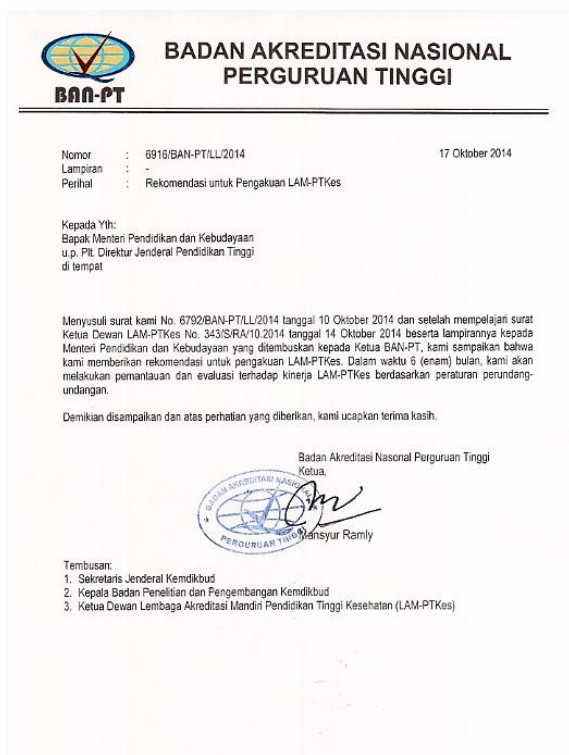 BAN-PT
BADAN AKREDITASI NASIONAL
PERGURUAN TINGGI
Nomor : 6916/BAN-PT/LL/2014 17 Oktober 2014
Lampiran : -
Perihal : Rekomendasi untuk Pengakuan LAM-PTKes
Kepada Yth:
Bapak Menteri Pendidikan dan Kebudayaan
u.p. Plt. Direktur Jenderal Pendidikan Tinggi
di tempat
Menyusuli surat kami No. 6792/BAN-PT/LL/2014 tanggal 10 Oktober 2014 dan setelah mempelajari surat
Ketua Dewan LAM-PTKes No. 343/S/RA/10.2014 tanggal 14 Oktober 2014 beserta lampirannya kepada
Menteri Pendidikan dan Kebudayaan yang ditembuskan kepada Ketua BAN-PT, kami sampaikan bahwa
kami memberikan rekomendasi untuk pengakuan LAM-PTKes. Dalam waktu 6 (enam) bulan, kami akan
melakukan pemantauan dan evaluasi terhadap kinerja LAM-PTKes berdasarkan peraturan perundang-
undangan.
Demikian disampaikan dan atas perhatian yang diberikan, kami ucapkan terima kasih.
Badan Akreditasi Nasonal Perguruan Tinggi
Ketua,
BADAN AKREDITASI NASIONAL
PERGURUAN TINGGI
Mansyur Ramly
Tembusan:
1. Sekretaris Jenderal Kemdikbud
2. Kepala Badan Penelitian dan Pengembangan Kemdikbud
3. Ketua Dewan Lembaga Akreditasi Mandiri Pendidikan Tinggi Kesehatan (LAM-PTKes)